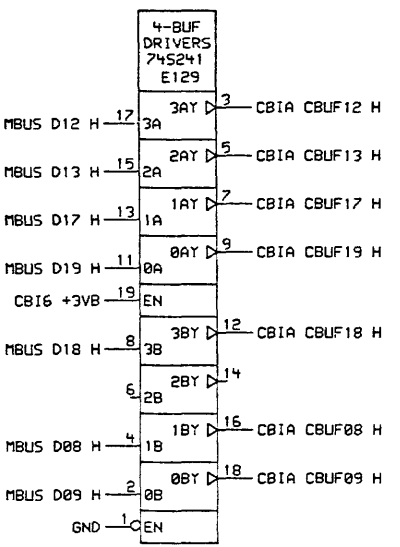 4-BUF
DRIVERS
74S241
E129
3AY 3 CBIA CBUF12 H
MBUS D12 H 17 3A
2AY 5 CBIA CBUF13 H
MBUS D13 H 15 2A
1AY 7 CBIA CBUF17 H
MBUS D17 H 13 1A
0AY 9 CBIA CBUF19 H
MBUS D19 H 11 0A
CBI6 +3VB 19 EN
3BY 12 CBIA CBUF18 H
MBUS D18 H 8 3B
2BY 14
6 2B
1BY 16 CBIA CBUF08 H
MBUS D08 H 4 1B
0BY 18 CBIA CBUF09 H
MBUS D09 H 2 0B
GND 1 EN